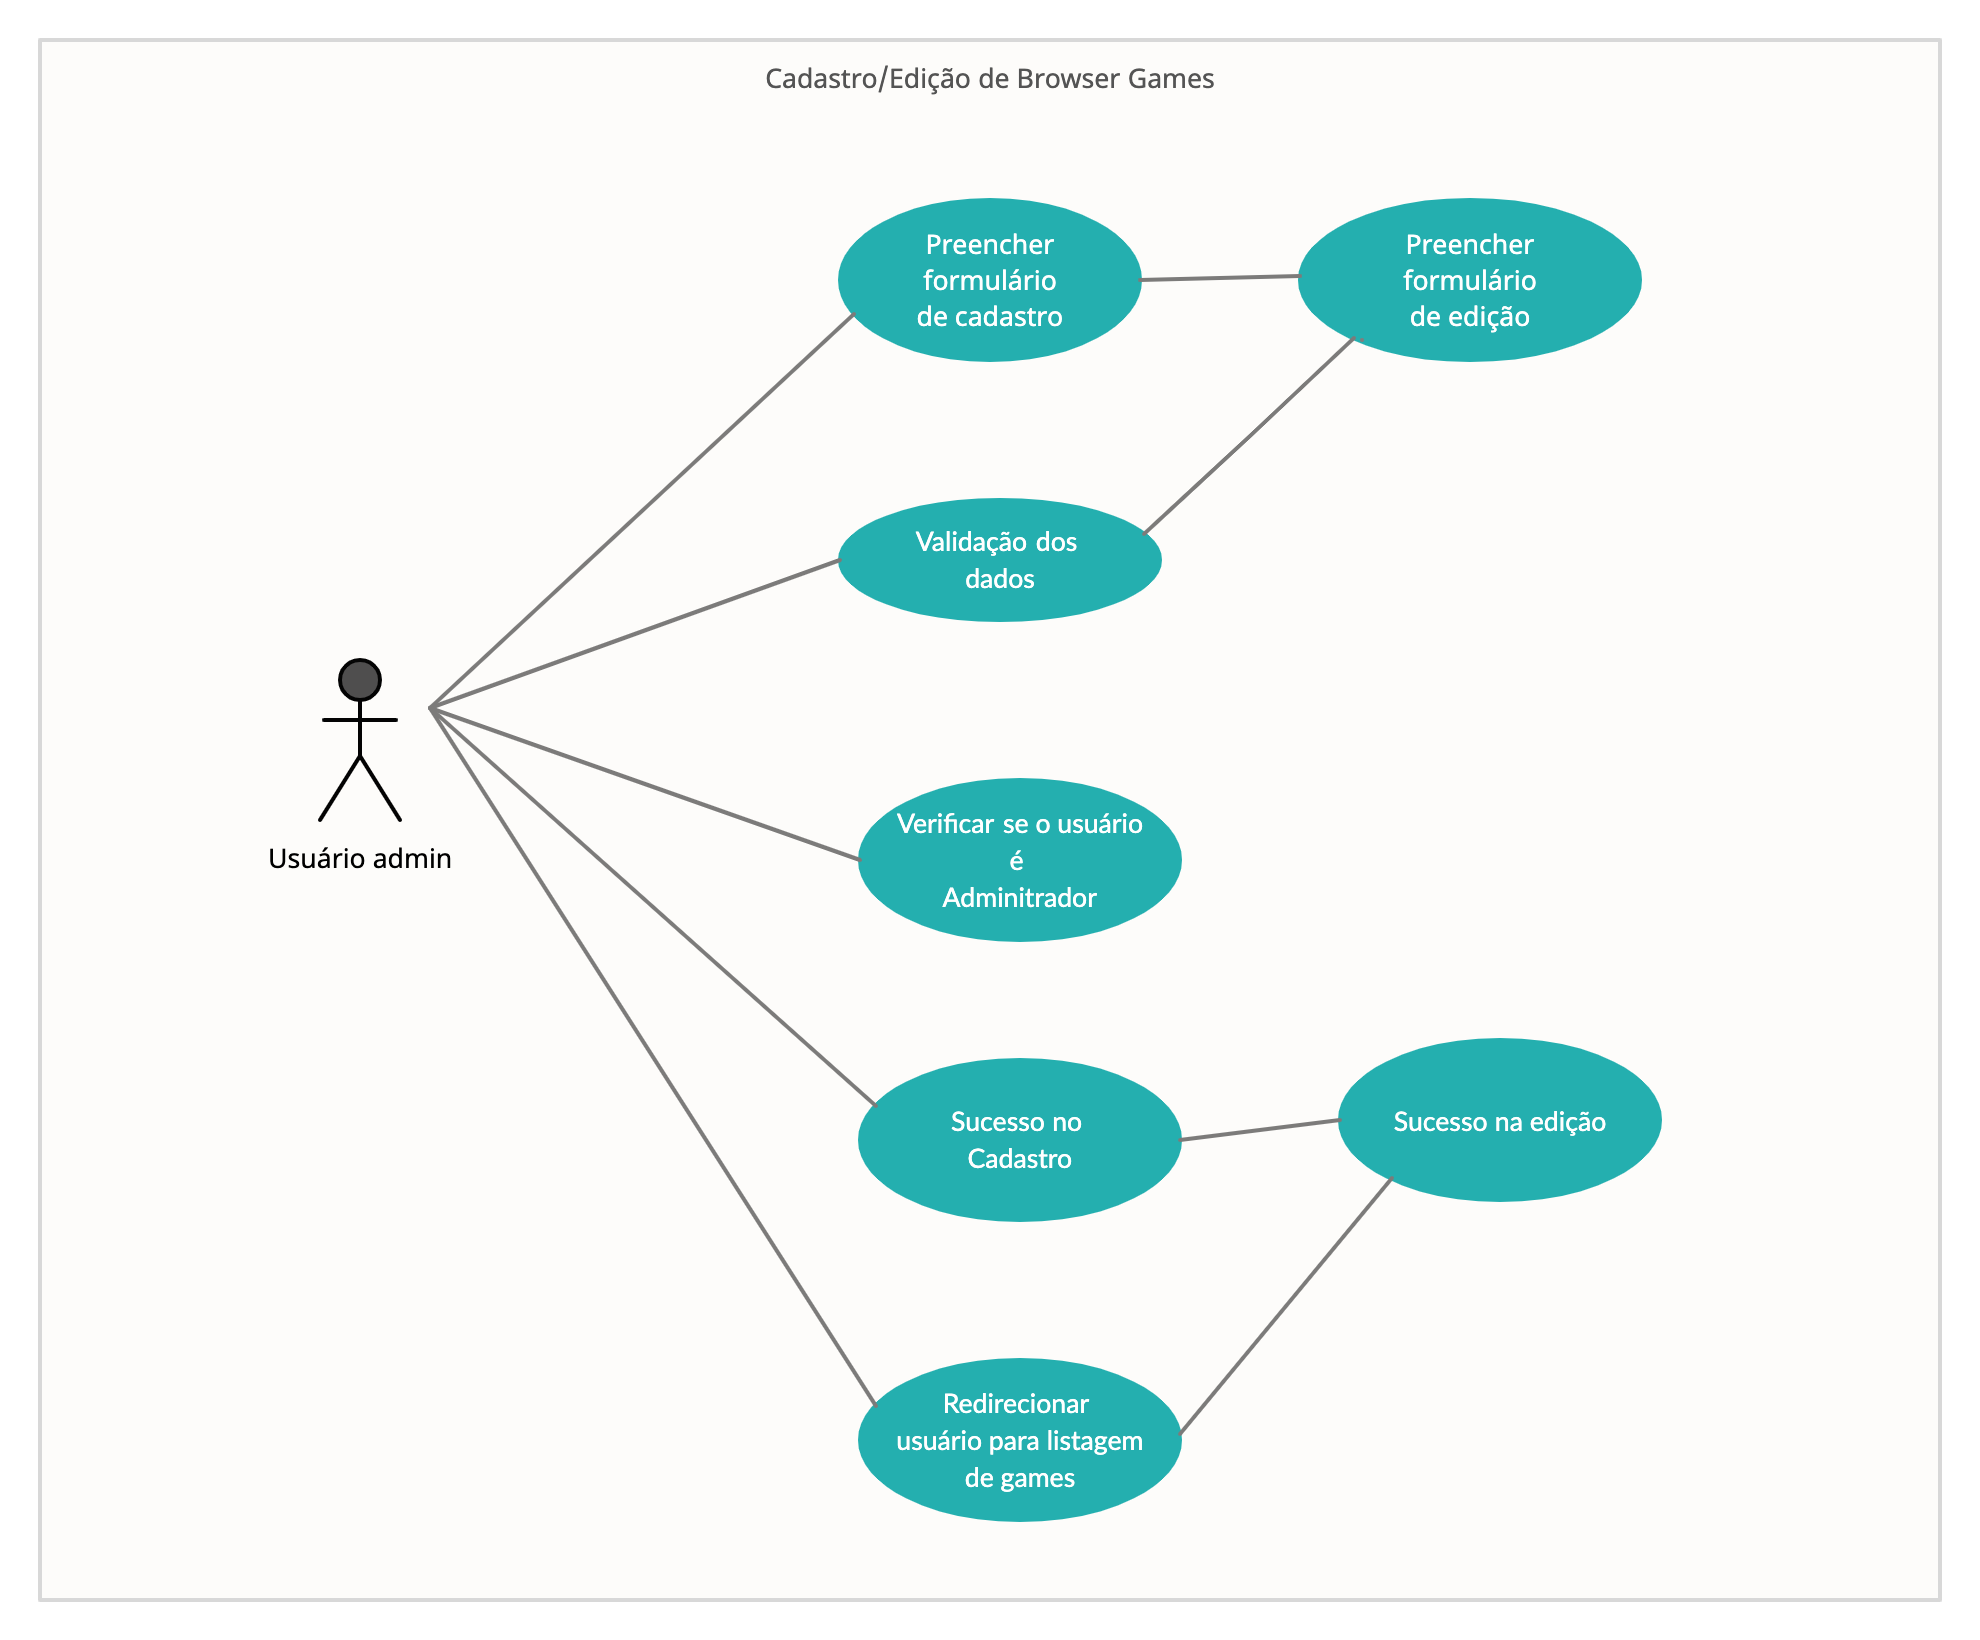 Cadastro/Edição de Browser Games
Preencher
formulário
de cadastro
Preencher
formulário
de edição
Validação dos
dados
Usuário admin
Verificar se o usuário
é
Adminitrador
Sucesso no
Cadastro
Sucesso na edição
Redirecionar
usuário para listagem
de games